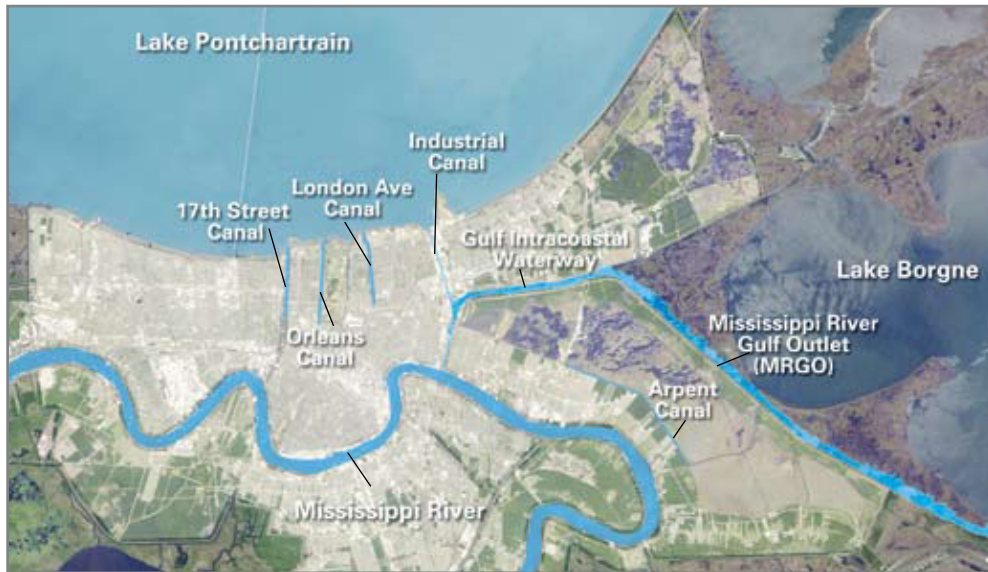 Lake Pontchartrain
Industrial
Canal
London Ave
Canal
17th Street
Canal
Gulf Intracoastal
Waterway
Lake Borgne
Orleans
Canal
Mississippi River
Gulf Outlet
(MRGO)
Arpent
Canal
Mississippi River